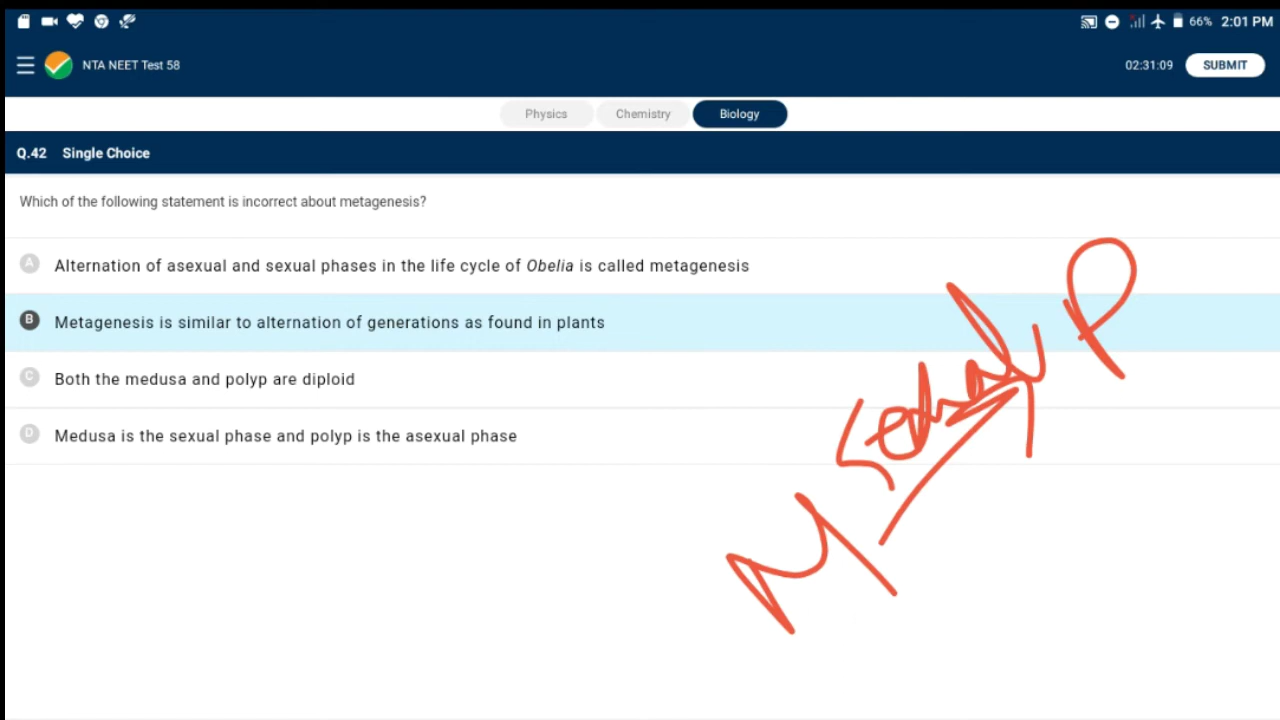 66% 2:01 PM
NTA NEET Test 58
02:31:09 SUBMIT
Physics Chemistry Biology
Q.42 Single Choice
Which of the following statement is incorrect about metagenesis?
A Alternation of asexual and sexual phases in the life cycle of Obelia is called metagenesis
B Metagenesis is similar to alternation of generations as found in plants
C Both the medusa and polyp are diploid
D Medusa is the sexual phase and polyp is the asexual phase
M P